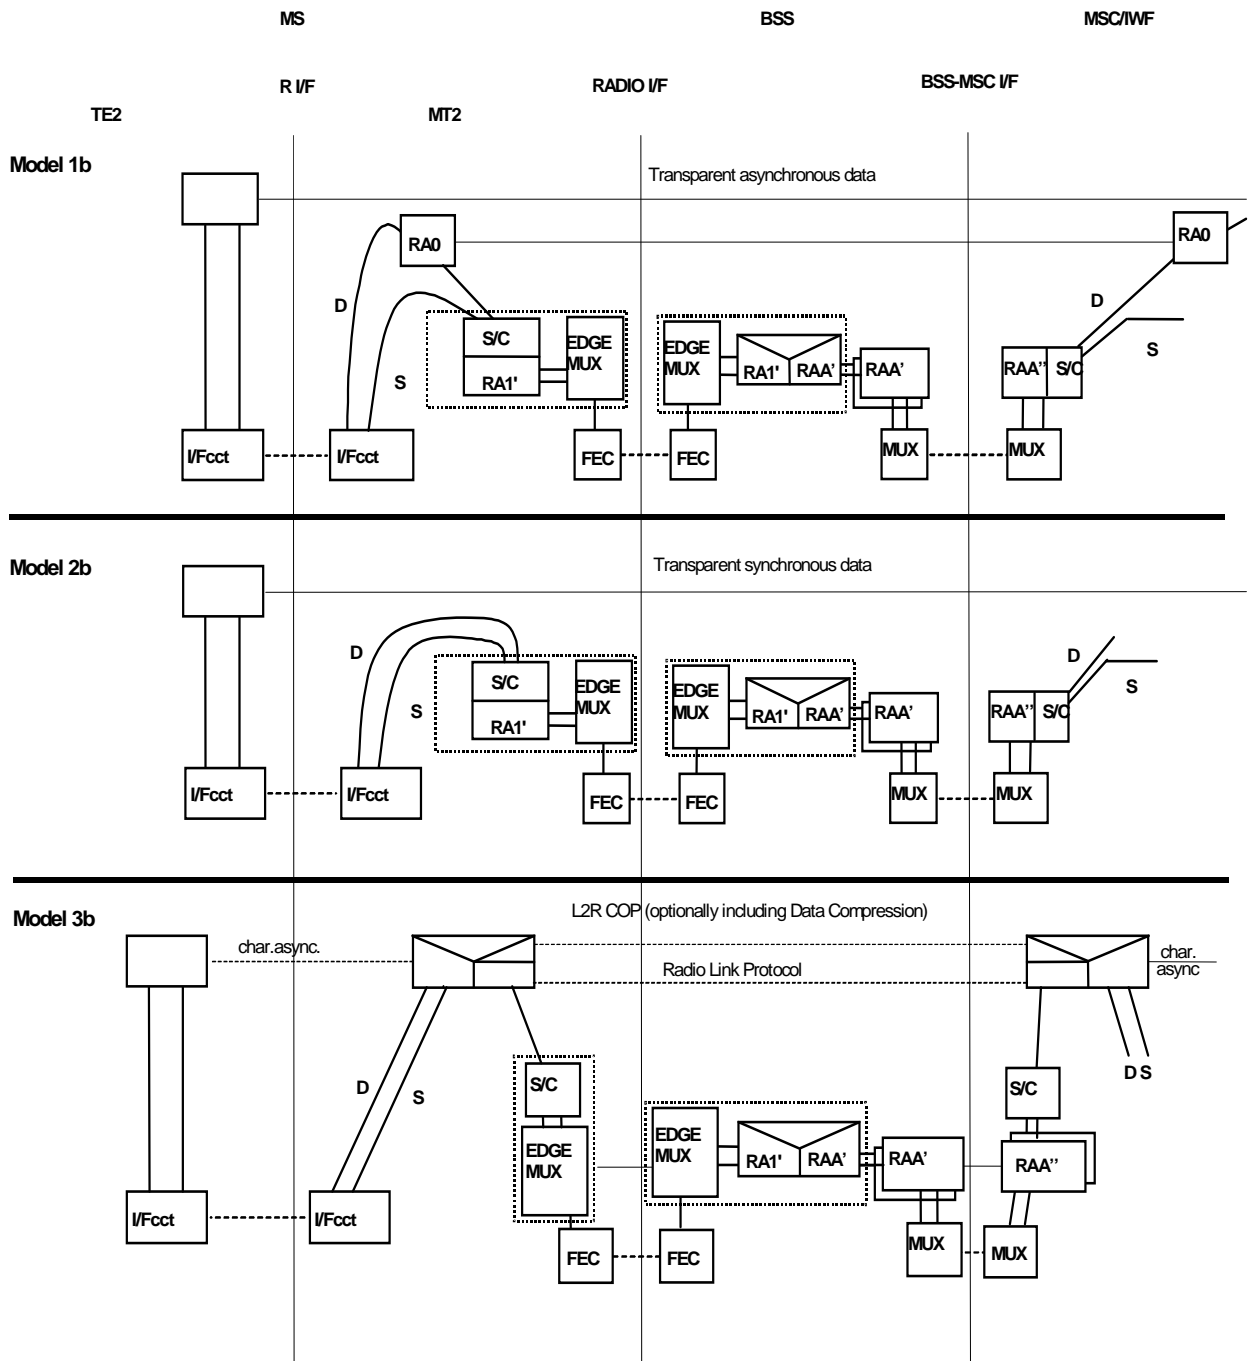 MS BSS MSC/IWF
R I/F RADIO I/F BSS-MSC I/F
TE2 MT2
Model 1b
Transparent asynchronous data
RA0 RA0
D D
S/C EDGE MUX EDGE MUX
S
RA1' RA1' RAA' RAA' RAA'' S/C
S
I/Fcct I/Fcct FEC FEC MUX MUX
Model 2b
Transparent synchronous data
D D
S/C EDGE MUX EDGE MUX
S S
RA1' RA1' RAA' RAA' RAA'' S/C
I/Fcct I/Fcct FEC FEC MUX MUX
Model 3b
L2R COP (optionally including Data Compression)
char.async. char. async
Radio Link Protocol
D S S/C D S
S/C
EDGE MUX EDGE MUX RA1' RAA' RAA' RAA''
I/Fcct I/Fcct
FEC FEC MUX MUX